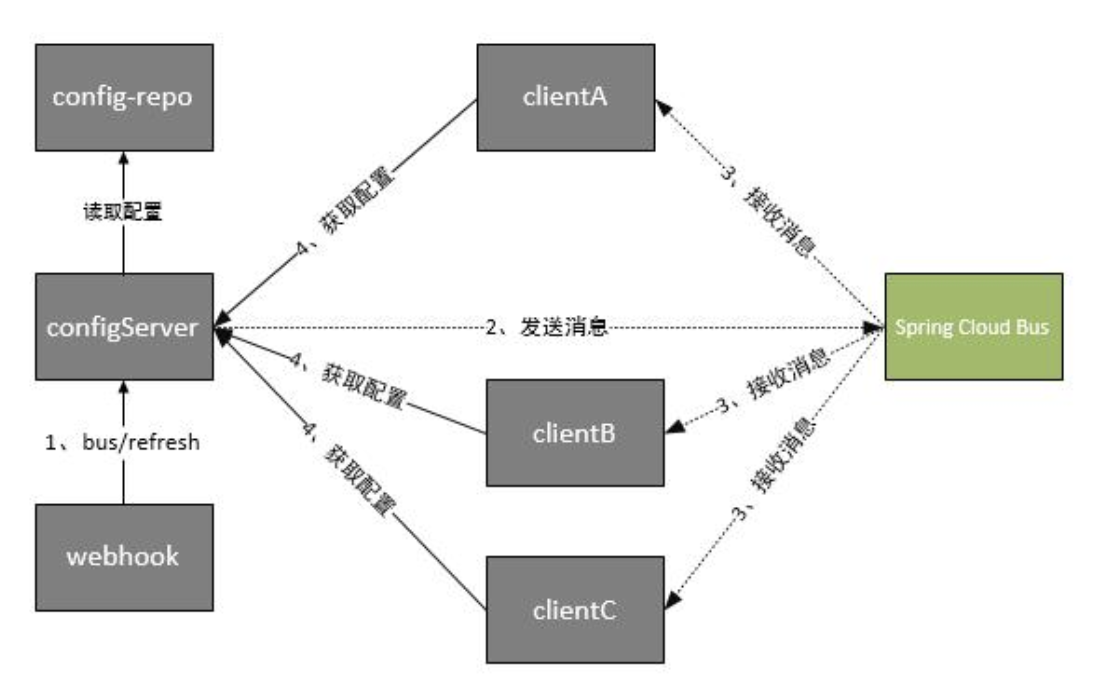 config-repo
clientA
读取配置
4、获取配置
3、接收消息
configServer
2、发送消息
Spring Cloud Bus
4、获取配置
3、接收消息
clientB
1、bus/refresh
4、获取配置
3、接收消息
webhook
clientC